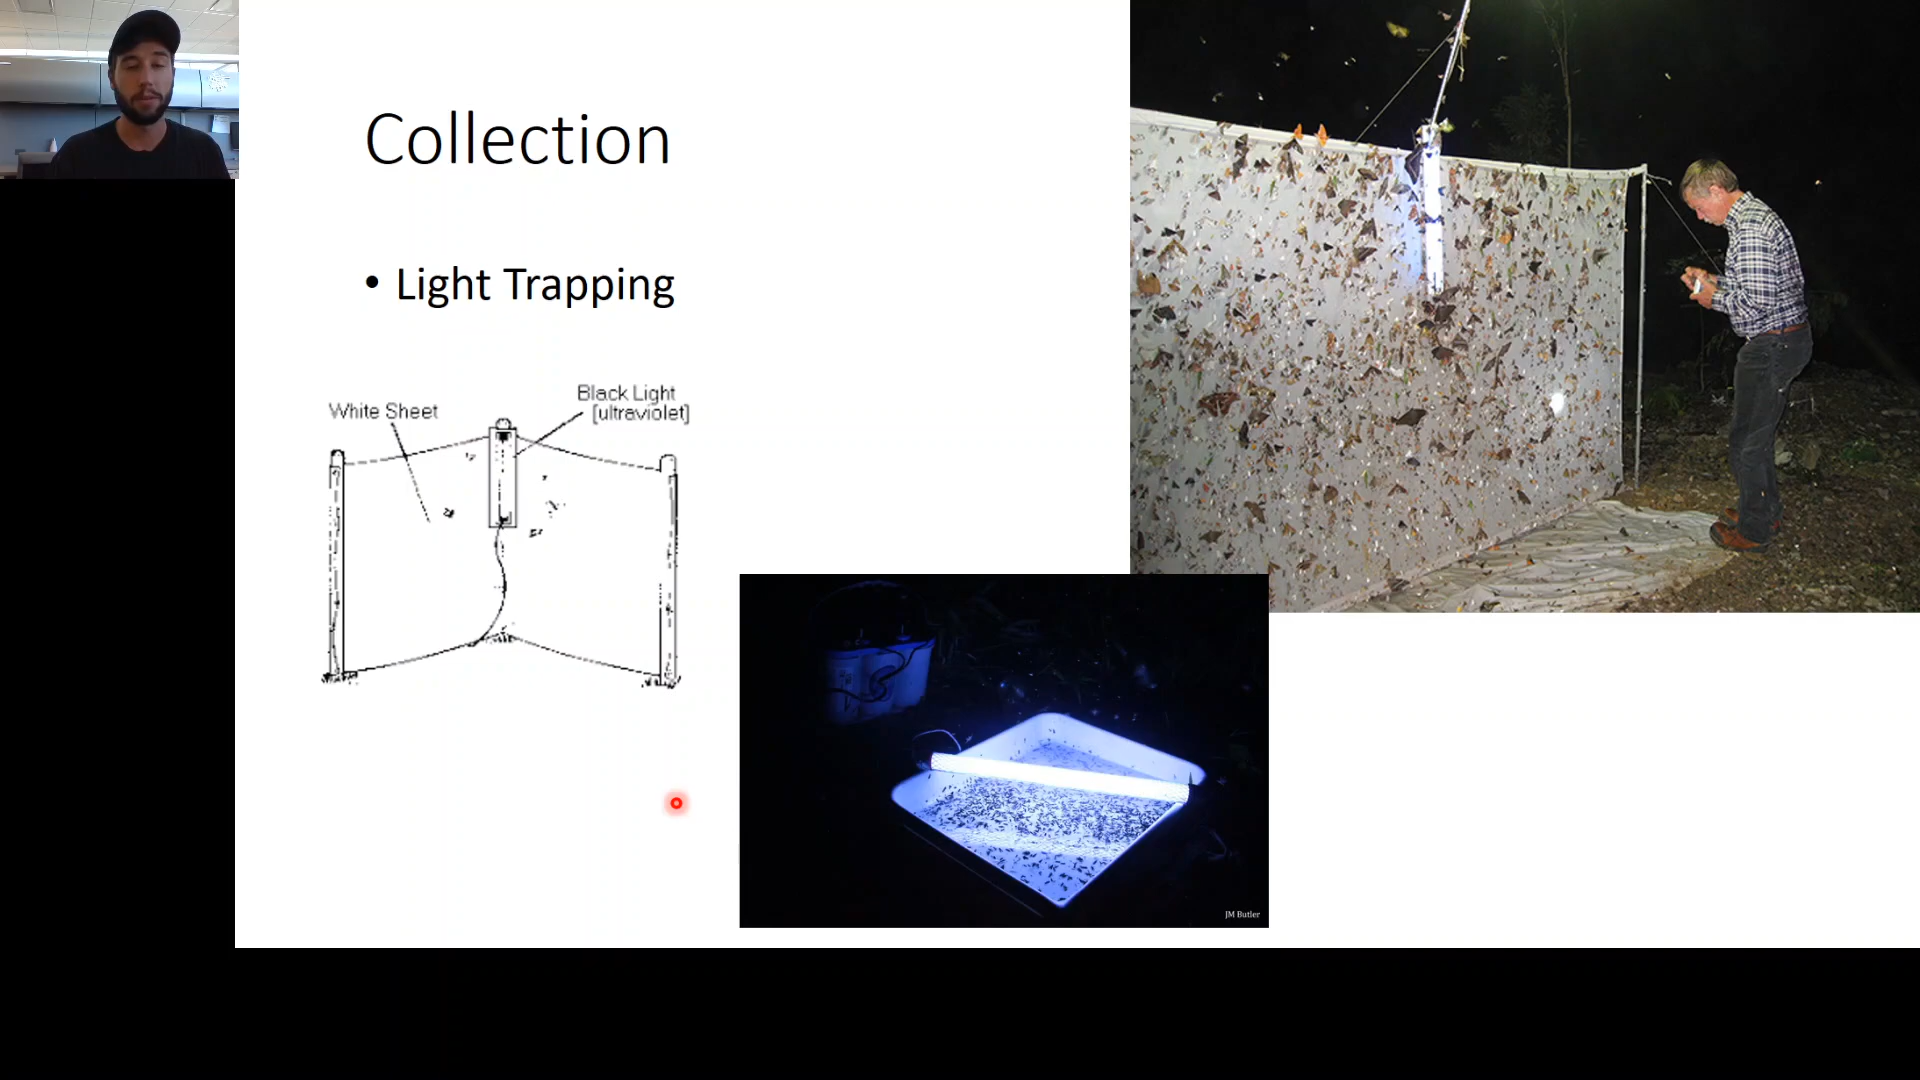 Collection
• Light Trapping
White Sheet
Black Light
[ultraviolet]
JM Butler